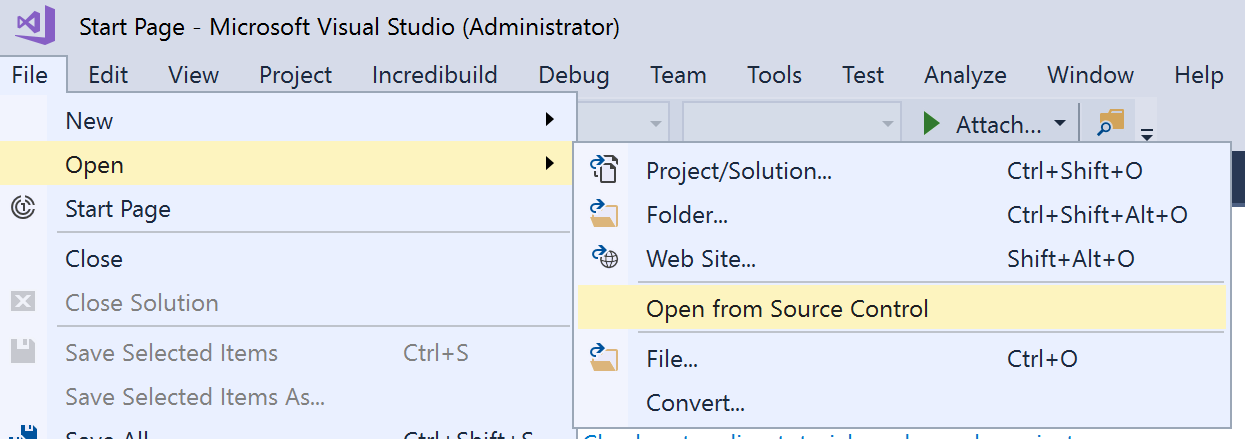 Start Page - Microsoft Visual Studio (Administrator)
File Edit View Project Incredibuild Debug Team Tools Test Analyze Window Help
Attach...
New
Open
Start Page
Close
Close Solution
Save Selected Items Ctrl+S
Save Selected Items As...
Save All Ctrl+Shift+S
Project/Solution... Ctrl+Shift+O
Folder... Ctrl+Shift+Alt+O
Web Site... Shift+Alt+O
Open from Source Control
File... Ctrl+O
Convert...